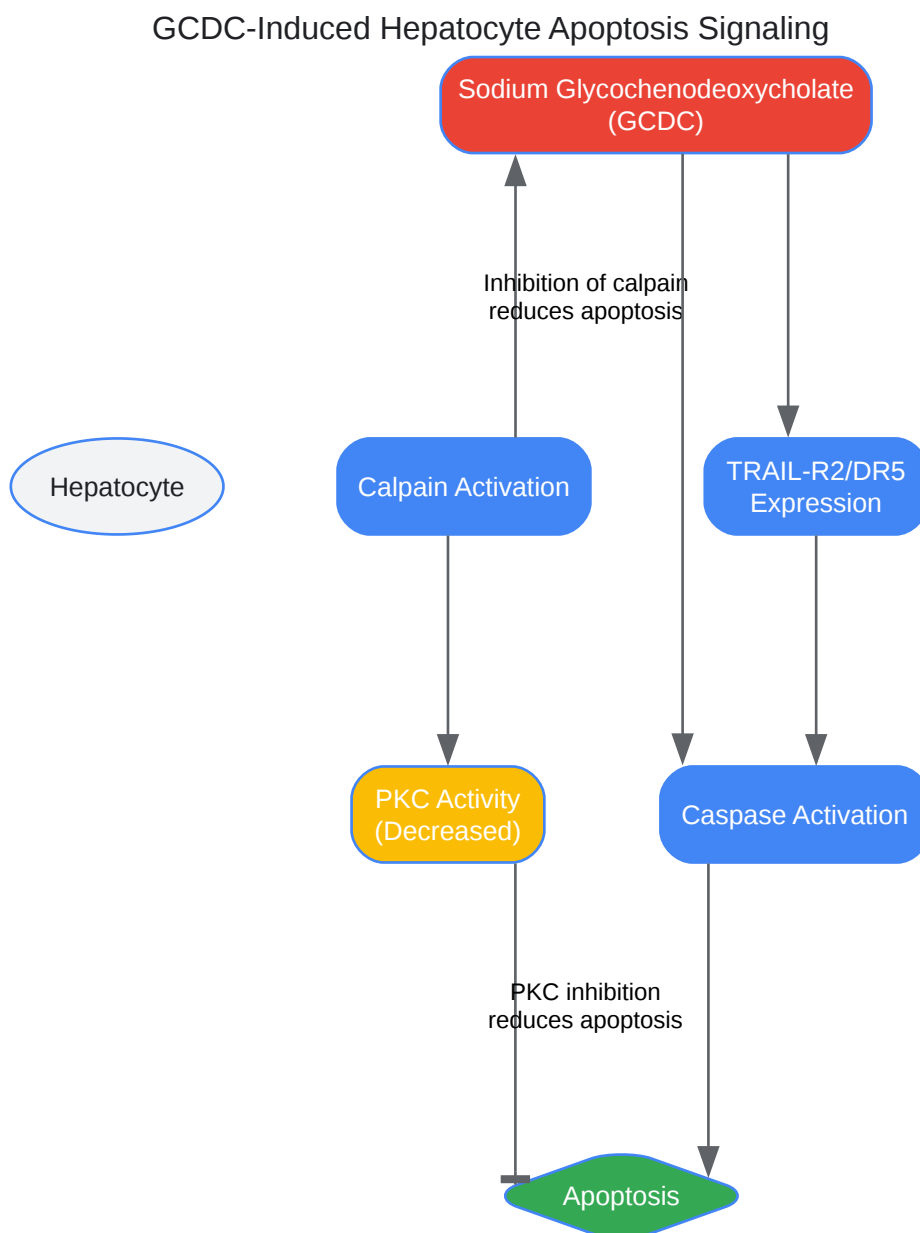 GCDC-Induced Hepatocyte Apoptosis Signaling
Sodium Glycochenodeoxycholate
(GCDC)
Inhibition of calpain
reduces apoptosis
Hepatocyte
Calpain Activation
TRAIL-R2/DR5
Expression
PKC Activity
(Decreased)
Caspase Activation
PKC inhibition
reduces apoptosis
Apoptosis